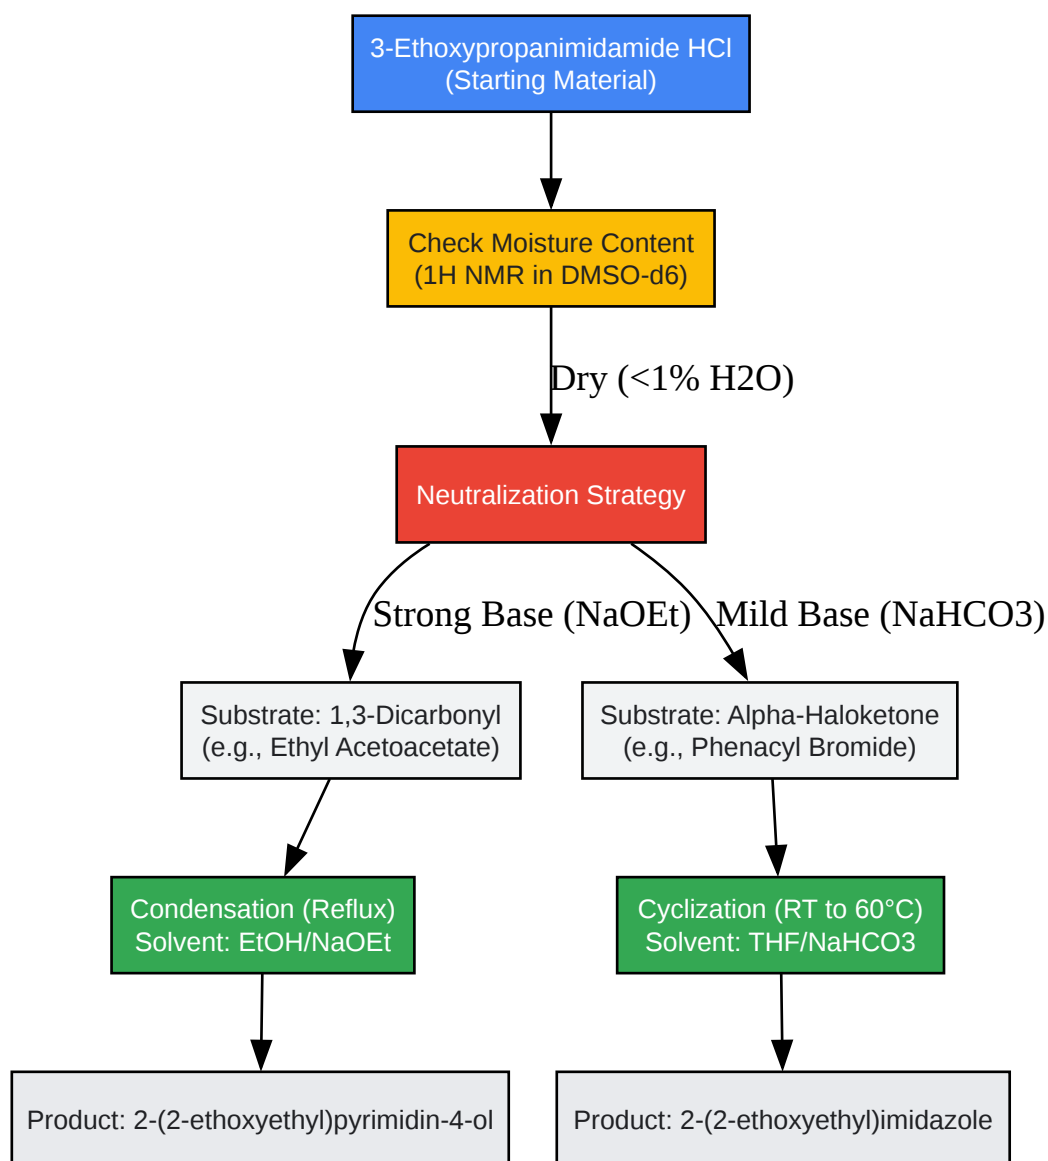 3-Ethoxypropanimidamide HCl
(Starting Material)
Check Moisture Content
(1H NMR in DMSO-d6)
Dry (<1% H2O)
Neutralization Strategy
Strong Base (NaOEt)
Mild Base (NaHCO3)
Substrate: 1,3-Dicarbonyl
(e.g., Ethyl Acetoacetate)
Substrate: Alpha-Haloketone
(e.g., Phenacyl Bromide)
Condensation (Reflux)
Solvent: EtOH/NaOEt
Cyclization (RT to 60°C)
Solvent: THF/NaHCO3
Product: 2-(2-ethoxyethyl)pyrimidin-4-ol
Product: 2-(2-ethoxyethyl)imidazole